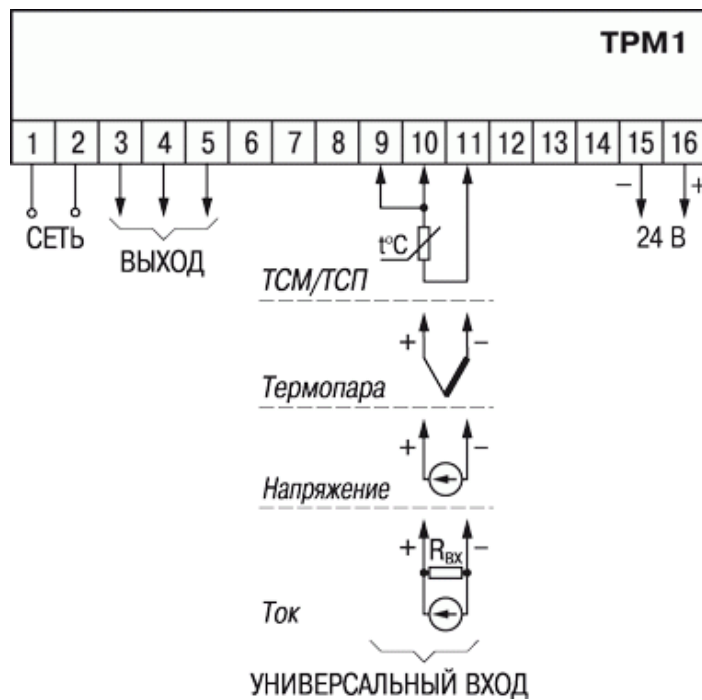 ТРМ1
1 2 3 4 5 6 7 8 9 10 11 12 13 14 15 16
− +
СЕТЬ
ВЫХОД
t°C
24 В
ТСМ/ТСП
+ −
Термопара
+ −
Напряжение
+ Rвх −
Ток
УНИВЕРСАЛЬНЫЙ ВХОД